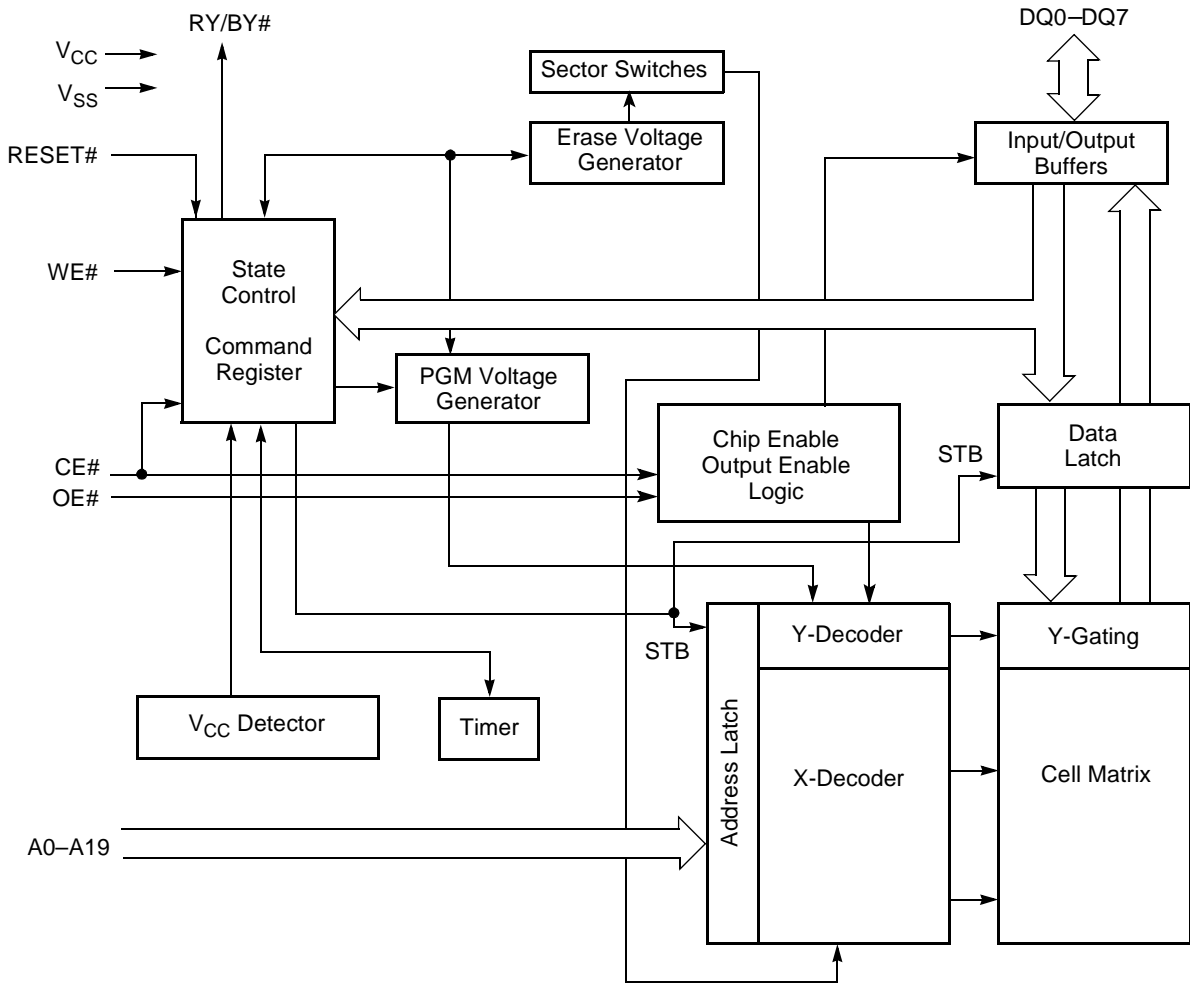 RY/BY#
DQ0–DQ7
VCC
VSS
Sector Switches
Erase Voltage
Generator
Input/Output
Buffers
RESET#
WE#
State
Control
Command
Register
PGM Voltage
Generator
Chip Enable
Output Enable
Logic
STB
Data
Latch
CE#
OE#
STB
Y-Decoder
Y-Gating
VCC Detector
Timer
Address Latch
X-Decoder
Cell Matrix
A0–A19